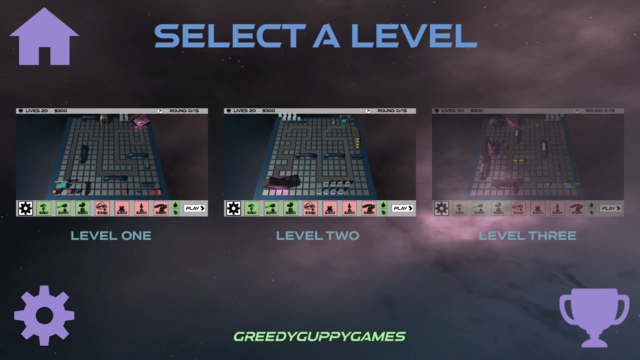 SELECT A LEVEL
LIVES: 20 $300 ROUND: 0/15
LIVES: 20 $300 ROUND: 0/15
LIVES: 20 $300 ROUND: 0/15
PLAY
PLAY
PLAY
LEVEL ONE
LEVEL TWO
LEVEL THREE
GREEDYGUPPYGAMES